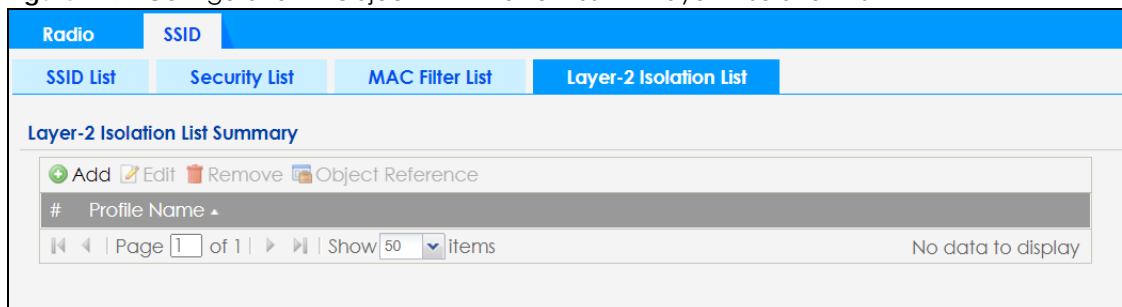 Radio SSID
SSID List Security List MAC Filter List Layer-2 Isolation List
Layer-2 Isolation List Summary
Add Edit Remove Object Reference
# Profile Name
Page 1 of 1 Show 50 items No data to display